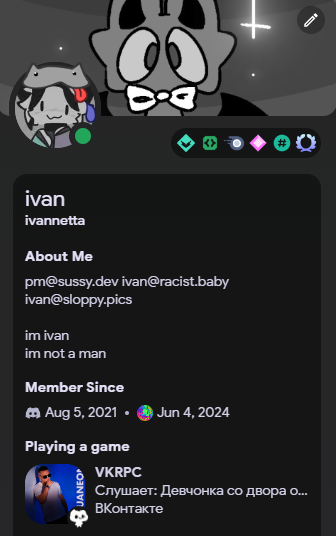 ivan
ivannetta
About Me
pm@sussy.dev ivan@racist.baby
ivan@sloppy.pics
im ivan
im not a man
Member Since
Aug 5, 2021 • Jun 4, 2024
Playing a game
VKRPC
Слушает: Девчонка со двора о...
ВКонтакте